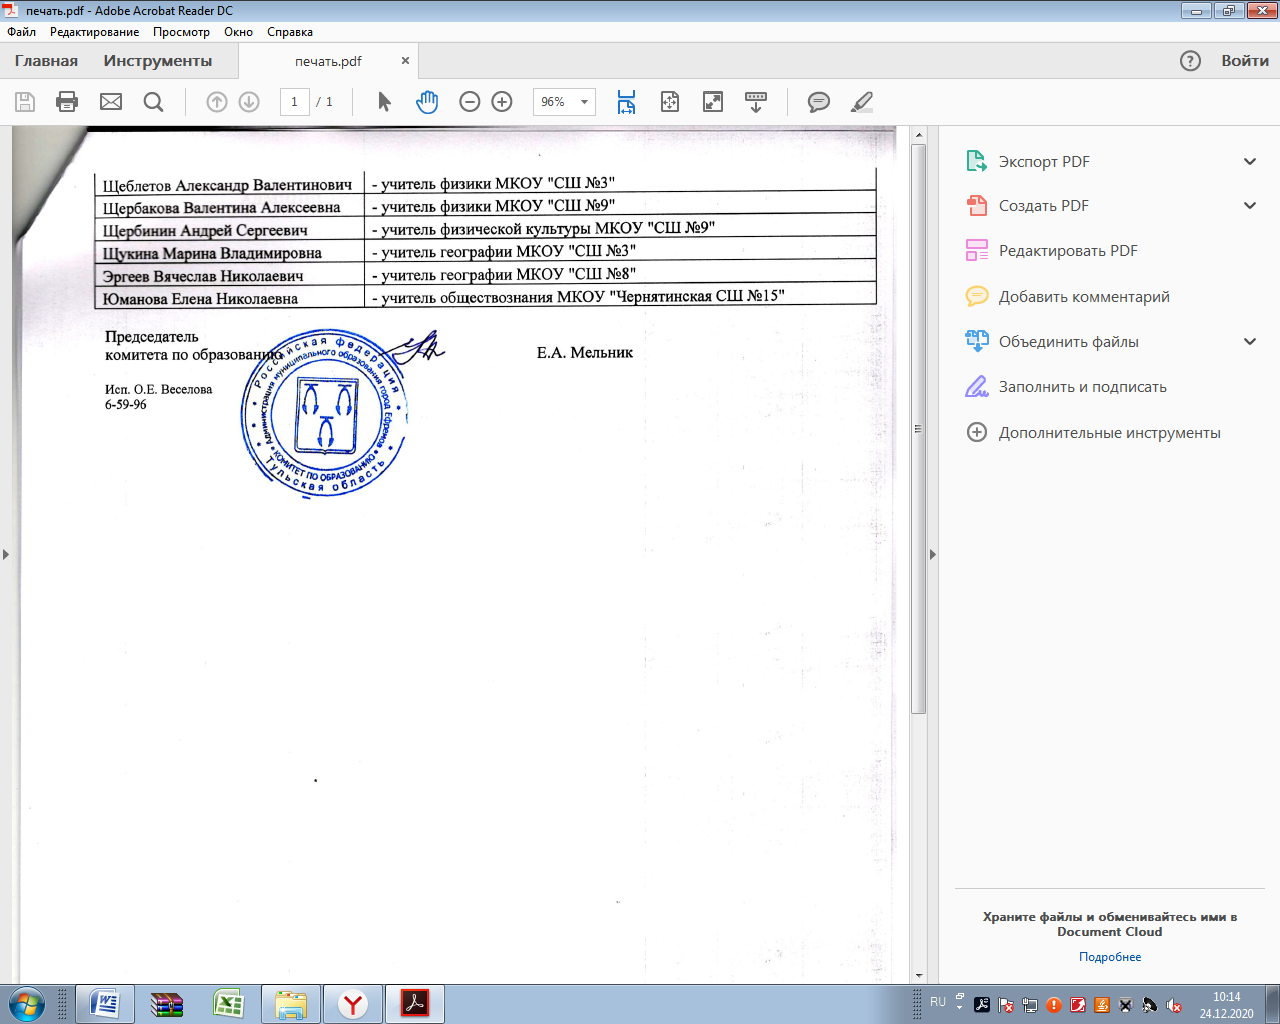 печать.pdf - Adobe Acrobat Reader DC
Файл Редактирование Просмотр Окно Справка
Главная Инструменты печать.pdf × ? Войти
1 / 1 96%
Щеблетов Александр Валентинович - учитель физики МКОУ "СШ №3"
Щербакова Валентина Алексеевна - учитель физики МКОУ "СШ №9"
Щербинин Андрей Сергеевич - учитель физической культуры МКОУ "СШ №9"
Щукина Марина Владимировна - учитель географии МКОУ "СШ №3"
Эргеев Вячеслав Николаевич - учитель географии МКОУ "СШ №8"
Юманова Елена Николаевна - учитель обществознания МКОУ "Чернятинская СШ №15"
Председатель
комитета по образованию Е.А. Мельник
Исп. О.Е. Веселова
6-59-96
Российская федерация
Администрация муниципального образования город Ефремов
КОМИТЕТ ПО ОБРАЗОВАНИЮ
Тульская область
Экспорт PDF
Создать PDF
Редактировать PDF
Добавить комментарий
Объединить файлы
Заполнить и подписать
Дополнительные инструменты
Храните файлы и обменивайтесь ими в
Document Cloud
Подробнее
RU
10:14
24.12.2020